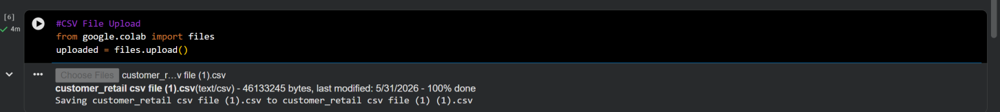 [6]
4m
#CSV File Upload
from google.colab import files
uploaded = files.upload()
Choose Files customer_r...v file (1).csv
customer_retail csv file (1).csv(text/csv) - 46133245 bytes, last modified: 5/31/2026 - 100% done
Saving customer_retail csv file (1).csv to customer_retail csv file (1) (1).csv